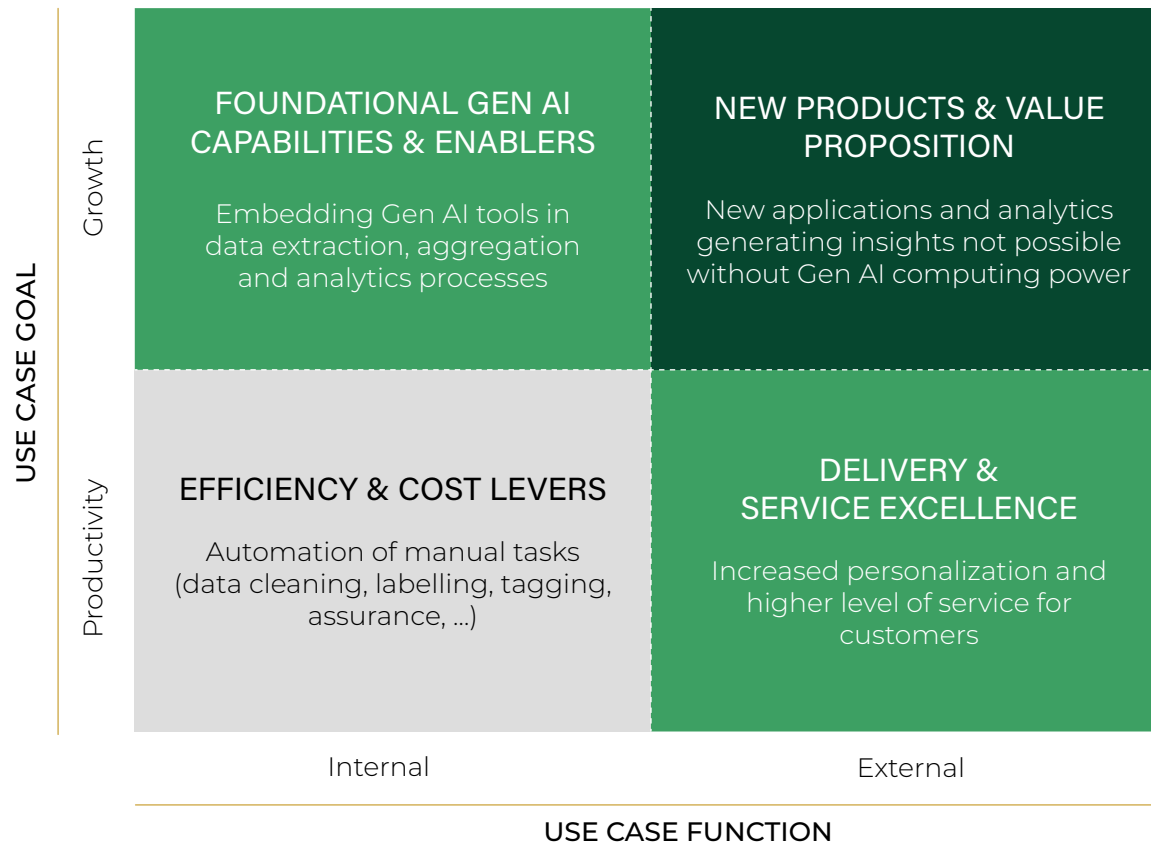 USE CASE GOAL
Growth
FOUNDATIONAL GEN AI
CAPABILITIES & ENABLERS
Embedding Gen AI tools in
data extraction, aggregation
and analytics processes
NEW PRODUCTS & VALUE
PROPOSITION
New applications and analytics
generating insights not possible
without Gen AI computing power
Productivity
EFFICIENCY & COST LEVERS
Automation of manual tasks
(data cleaning, labelling, tagging,
assurance, ...)
DELIVERY &
SERVICE EXCELLENCE
Increased personalization and
higher level of service for
customers
Internal
External
USE CASE FUNCTION